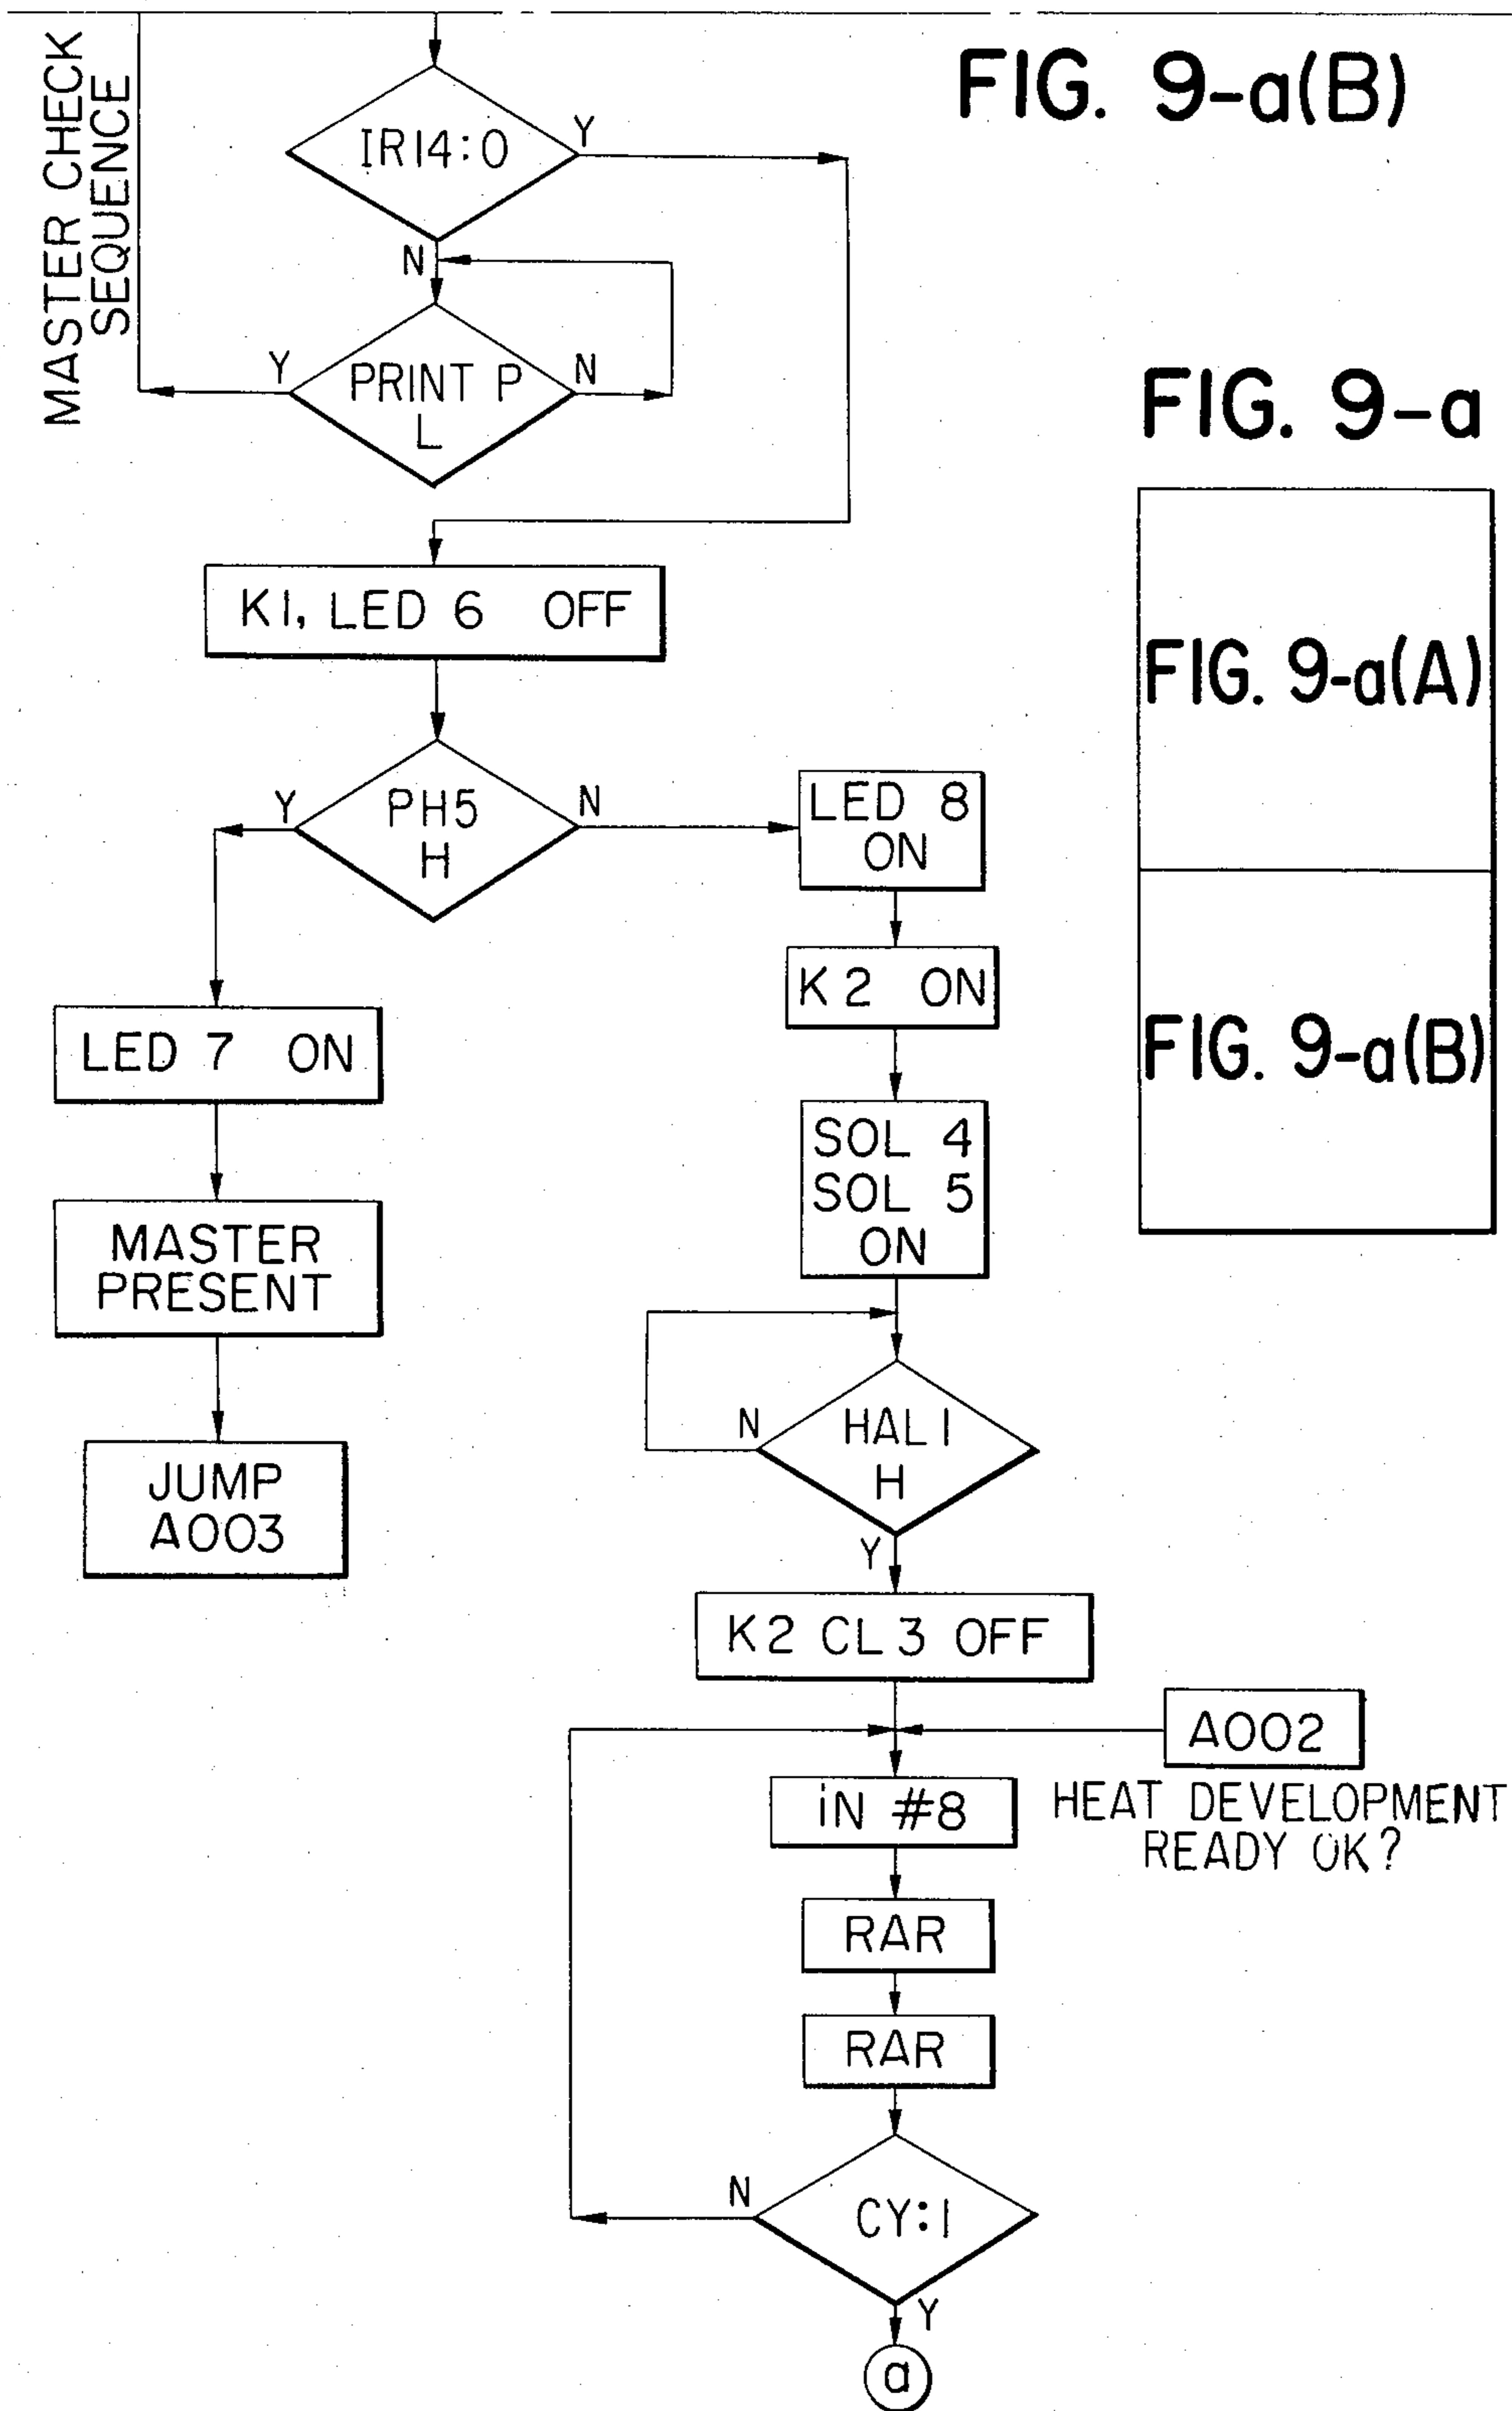 FIG. 9-a(B)
MASTER CHECK
SEQUENCE
IR14:0
Y
N
PRINT P
L
Y
N
FIG. 9-a
FIG. 9-a(A)
FIG. 9-a(B)
K1, LED 6 OFF
PH5
H
Y
N
LED 8
ON
K2 ON
LED 7 ON
SOL 4
SOL 5
ON
MASTER
PRESENT
JUMP
A003
HAL1
H
N
Y
K2 CL3 OFF
A002
HEAT DEVELOPMENT
READY OK?
iN #8
RAR
RAR
CY:1
N
Y
a